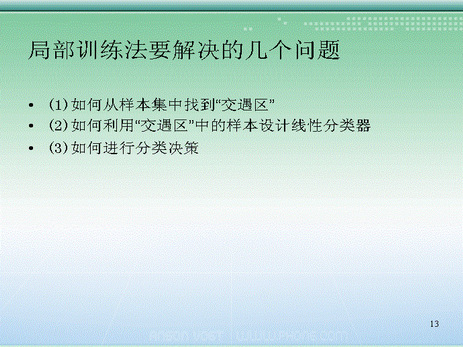 局部训练法要解决的几个问题
• (1)如何从样本集中找到“交遇区”
• (2)如何利用“交遇区”中的样本设计线性分类器
• (3)如何进行分类决策
13